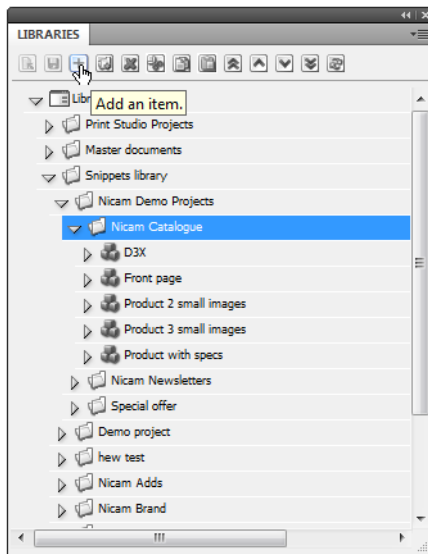 LIBRARIES
Libr
Add an item.
Print Studio Projects
Master documents
Snippets library
Nicam Demo Projects
Nicam Catalogue
D3X
Front page
Product 2 small images
Product 3 small images
Product with specs
Nicam Newsletters
Special offer
Demo project
hew test
Nicam Adds
Nicam Brand